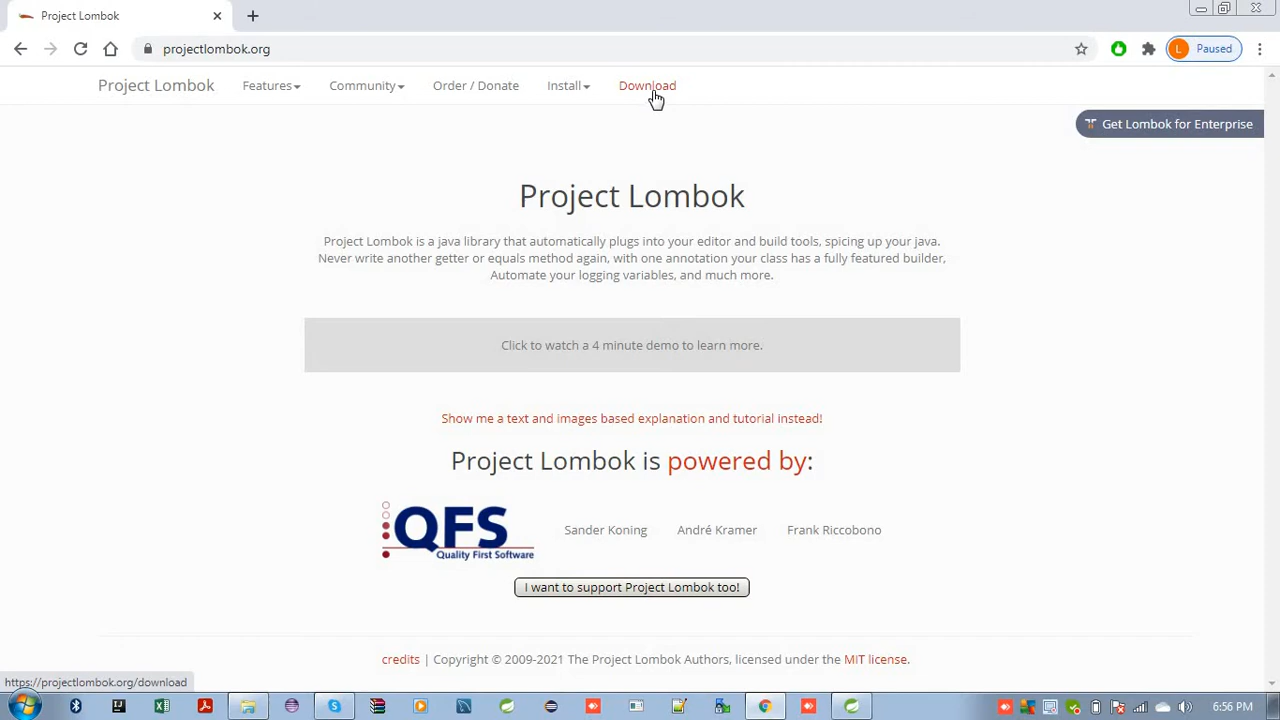 Project Lombok
projectlombok.org
L Paused
Project Lombok Features Community Order / Donate Install Download
Get Lombok for Enterprise
Project Lombok
Project Lombok is a java library that automatically plugs into your editor and build tools, spicing up your java.
Never write another getter or equals method again, with one annotation your class has a fully featured builder,
Automate your logging variables, and much more.
Click to watch a 4 minute demo to learn more.
Show me a text and images based explanation and tutorial instead!
Project Lombok is powered by:
QFS
Quality First Software
Sander Koning André Kramer Frank Riccobono
I want to support Project Lombok too!
credits | Copyright © 2009-2021 The Project Lombok Authors, licensed under the MIT license.
https://projectlombok.org/download
6:56 PM